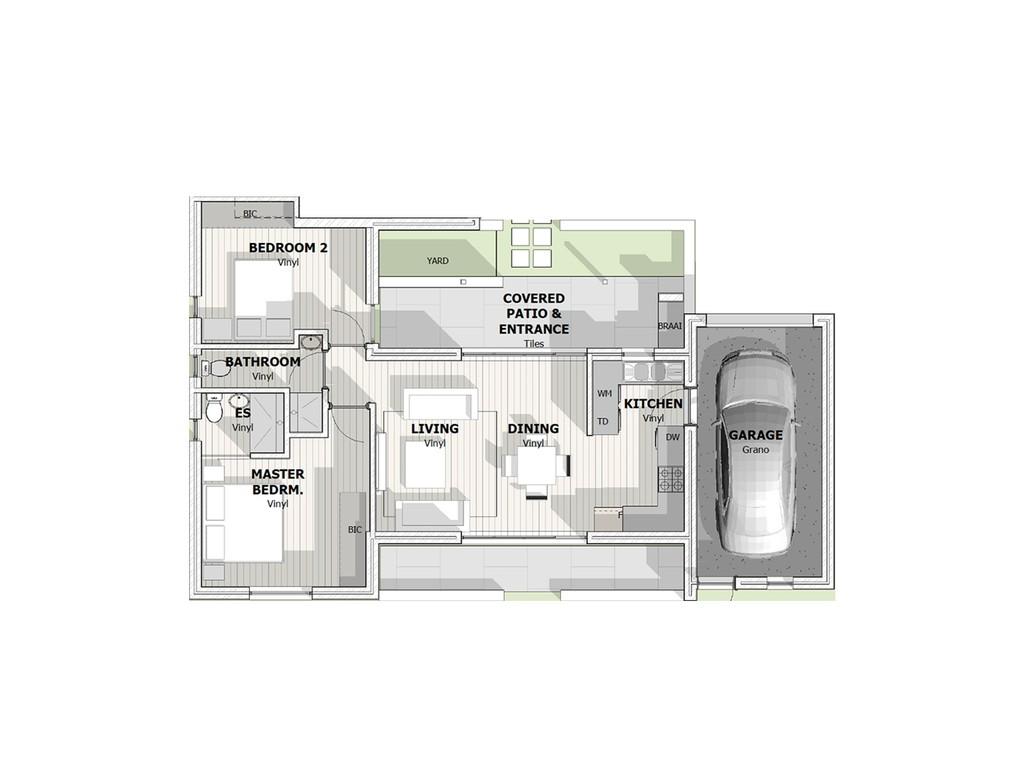 BIC
BEDROOM 2
Vinyl
YARD
COVERED
PATIO &
ENTRANCE
Tiles
BRAAI
BATHROOM
Vinyl
ES
Vinyl
LIVING
Vinyl
DINING
Vinyl
WM
TD
KITCHEN
Vinyl
DW
F
GARAGE
Grano
MASTER
BEDRM.
Vinyl
BIC